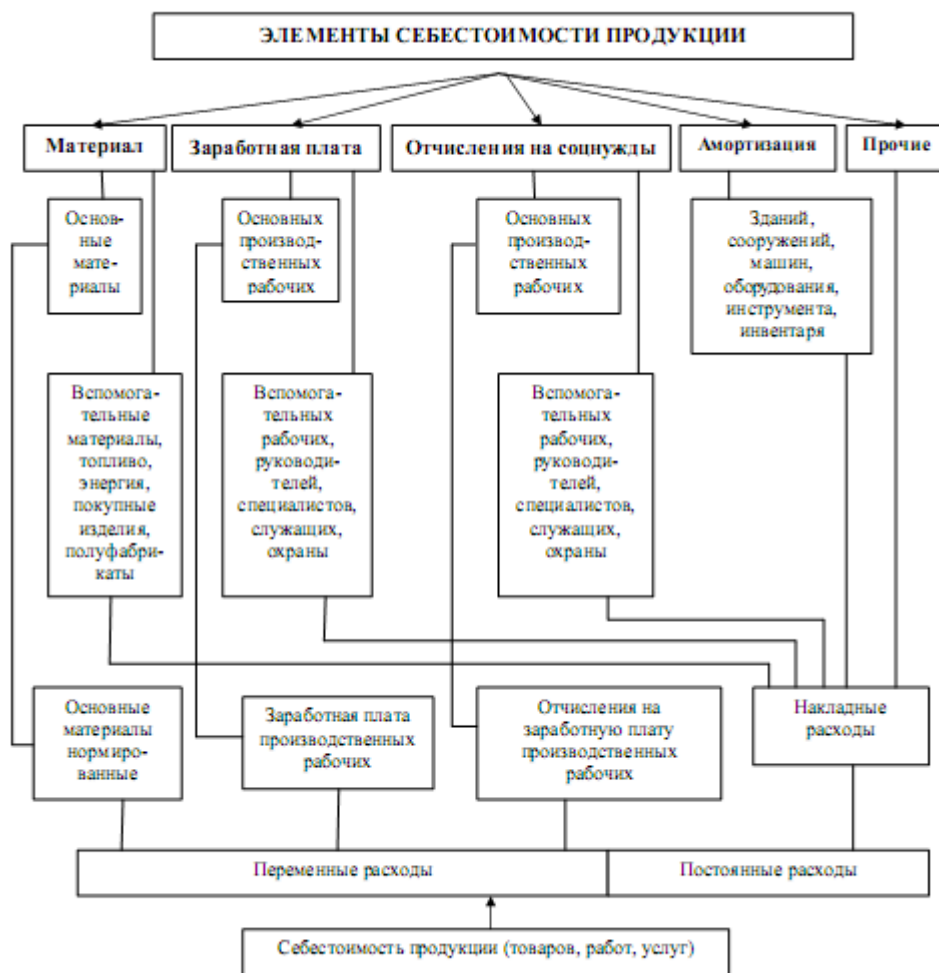 ЭЛЕМЕНТЫ СЕБЕСТОИМОСТИ ПРОДУКЦИИ
Материал
Заработная плата
Отчисления на соцнужды
Амортизация
Прочие
Основ-
ные
мате-
риалы
Основных
производ-
ственных
рабочих
Основных
производ-
ственных
рабочих
Зданий,
сооружений,
машин,
оборудования,
инструмента,
инвентаря
Вспомога-
тельные
материалы,
топливо,
энергия,
покупные
изделия,
полуфабри-
каты
Вспомога-
тельных
рабочих,
руководи-
телей,
специалистов,
служащих,
охраны
Вспомога-
тельных
рабочих,
руководи-
телей,
специалистов,
служащих,
охраны
Основные
материалы
нормиро-
ванные
Заработная плата
производственных
рабочих
Отчисления на
заработную плату
производственных
рабочих
Накладные
расходы
Переменные расходы
Постоянные расходы
Себестоимость продукции (товаров, работ, услуг)